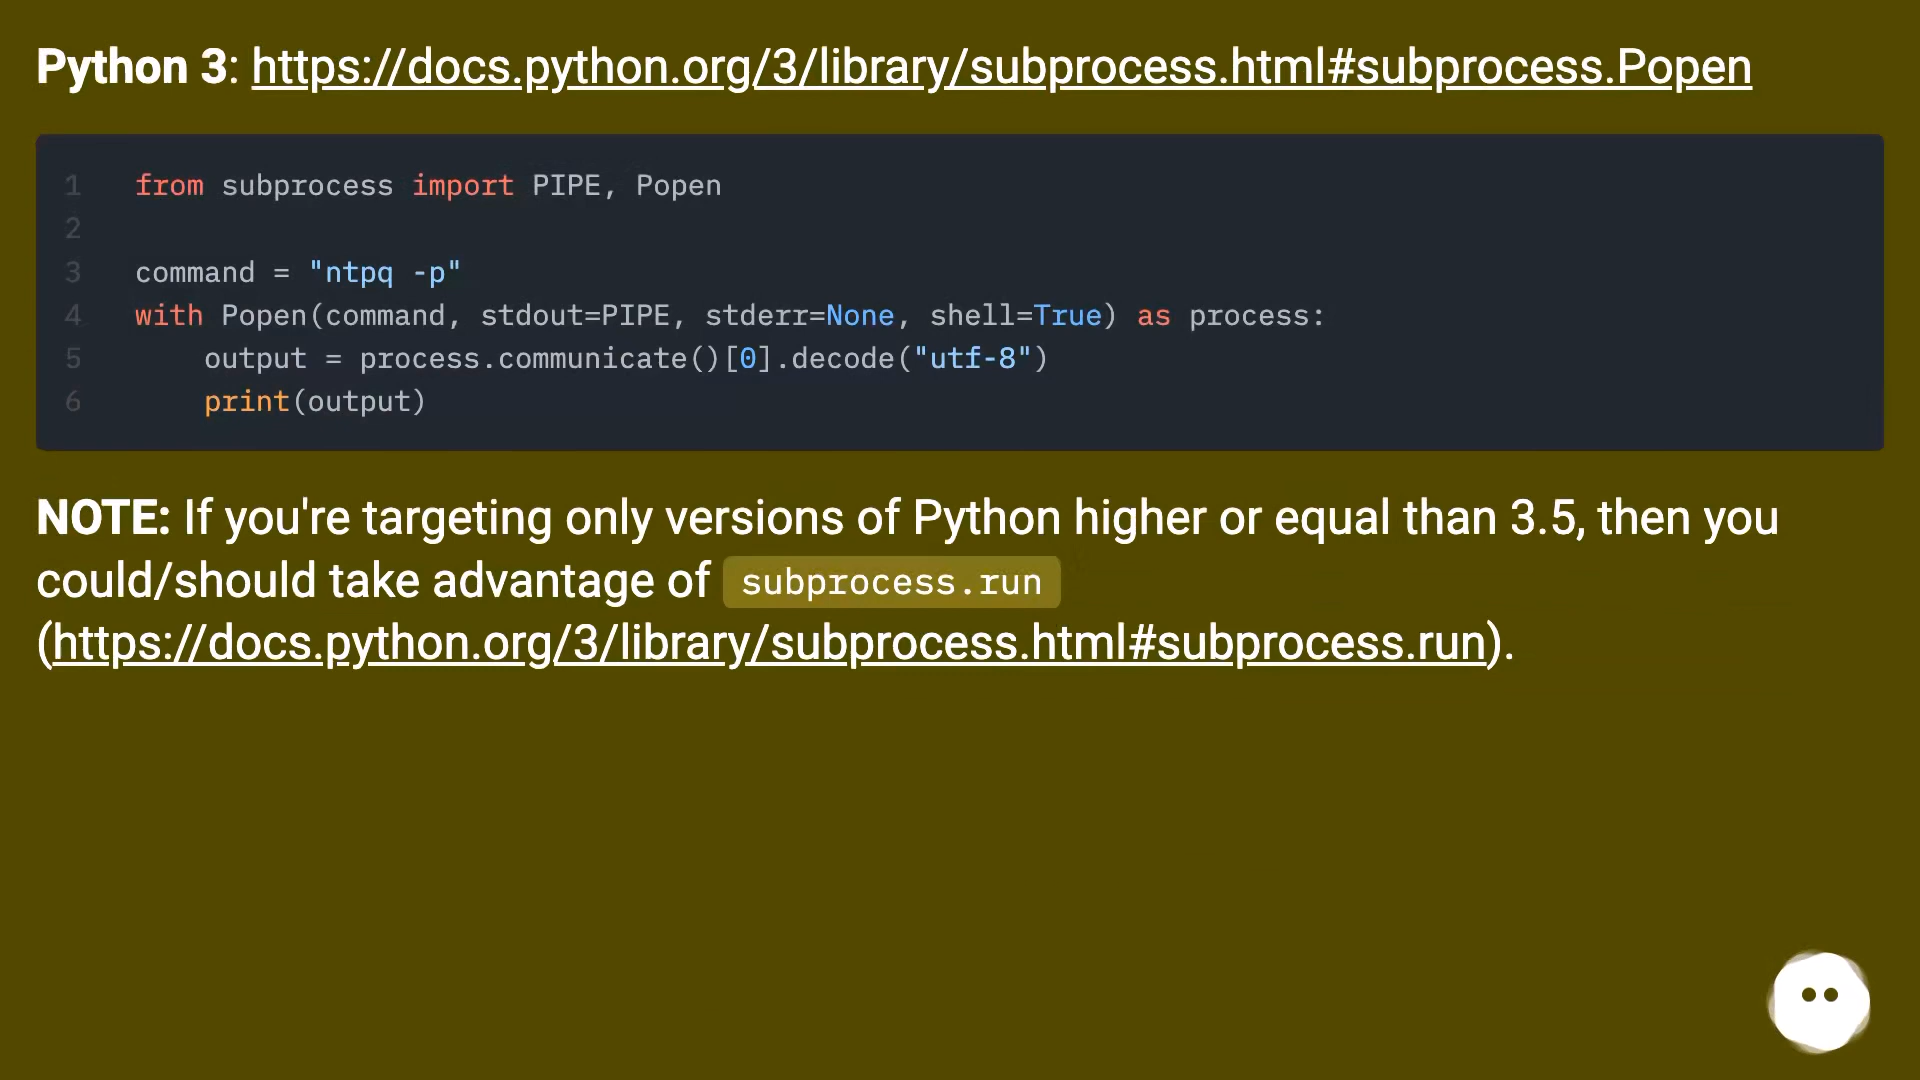 Python 3: https://docs.python.org/3/library/subprocess.html#subprocess.Popen
1 from subprocess import PIPE, Popen
2
3 command = "ntpq -p"
4 with Popen(command, stdout=PIPE, stderr=None, shell=True) as process:
5     output = process.communicate()[0].decode("utf-8")
6     print(output)
NOTE: If you're targeting only versions of Python higher or equal than 3.5, then you
could/should take advantage of subprocess.run
(https://docs.python.org/3/library/subprocess.html#subprocess.run).